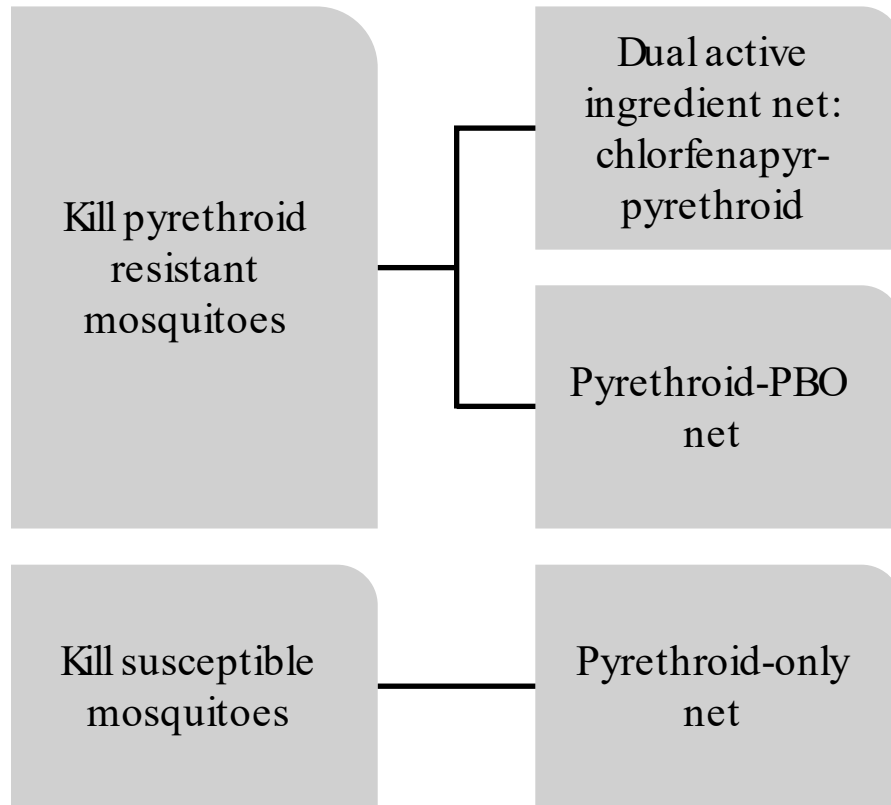 Kill pyrethroid
resistant
mosquitoes
Dual active
ingredient net:
chlorfenapyr-
pyrethroid
Pyrethroid-PBO
net
Kill susceptible
mosquitoes
Pyrethroid-only
net